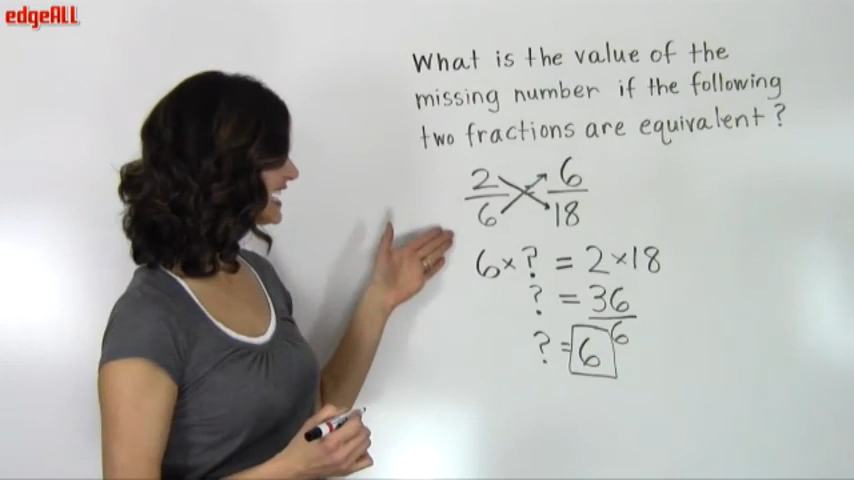 edgeALL
What is the value of the
missing number if the following
two fractions are equivalent?
2/6 = 6/18
6 × ? = 2 × 18
? = 36/6
? = 6